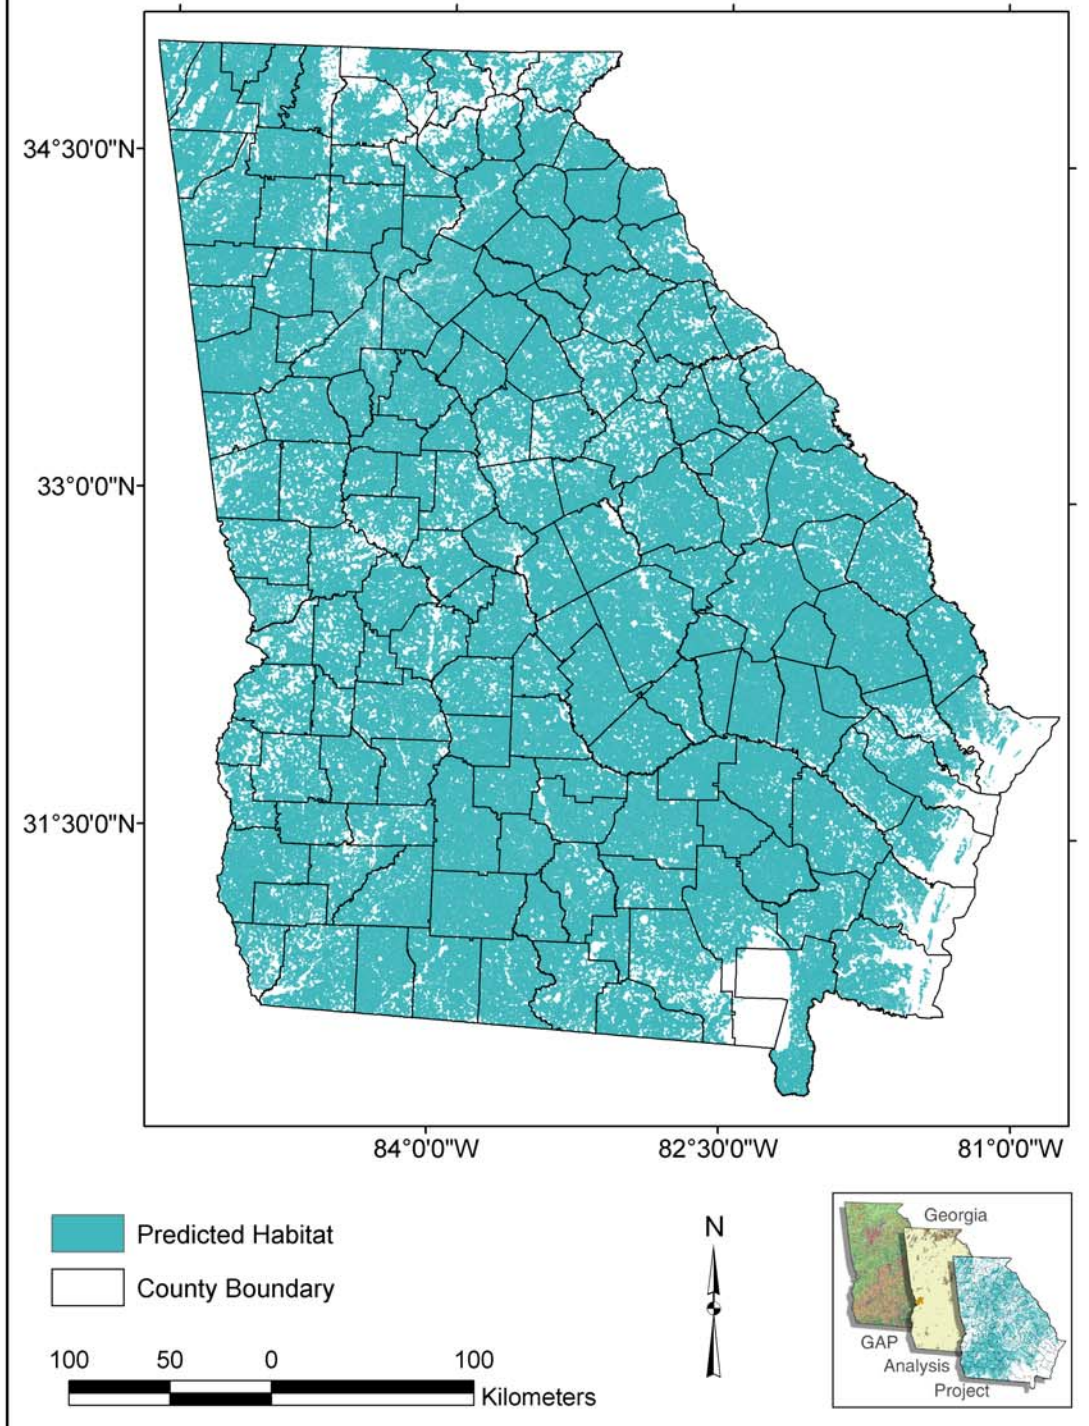 34°30'0"N
33°0'0"N
31°30'0"N
84°0'0"W 82°30'0"W 81°0'0"W
Predicted Habitat
County Boundary
N
100 50 0 100
Kilometers
Georgia
GAP
Analysis
Project